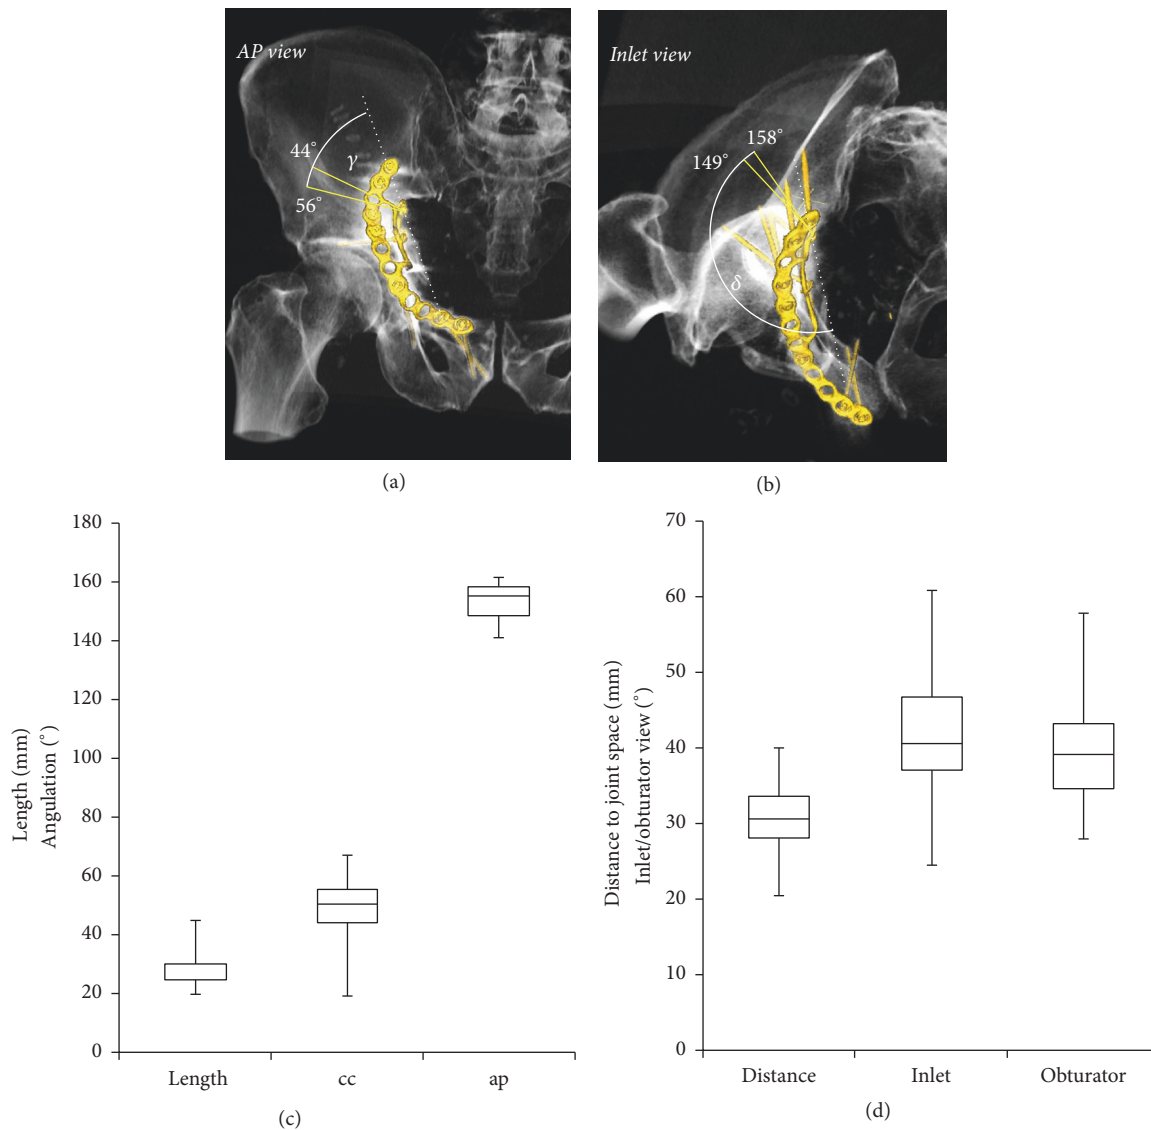 AP view
44°
γ
56°
(a)
Inlet view
158°
149°
δ
(b)
Length (mm)
Angulation (°)
180
160
140
120
100
80
60
40
20
0
Length cc ap
(c)
Distance to joint space (mm)
Inlet/obturator view (°)
70
60
50
40
30
20
10
0
Distance Inlet Obturator
(d)